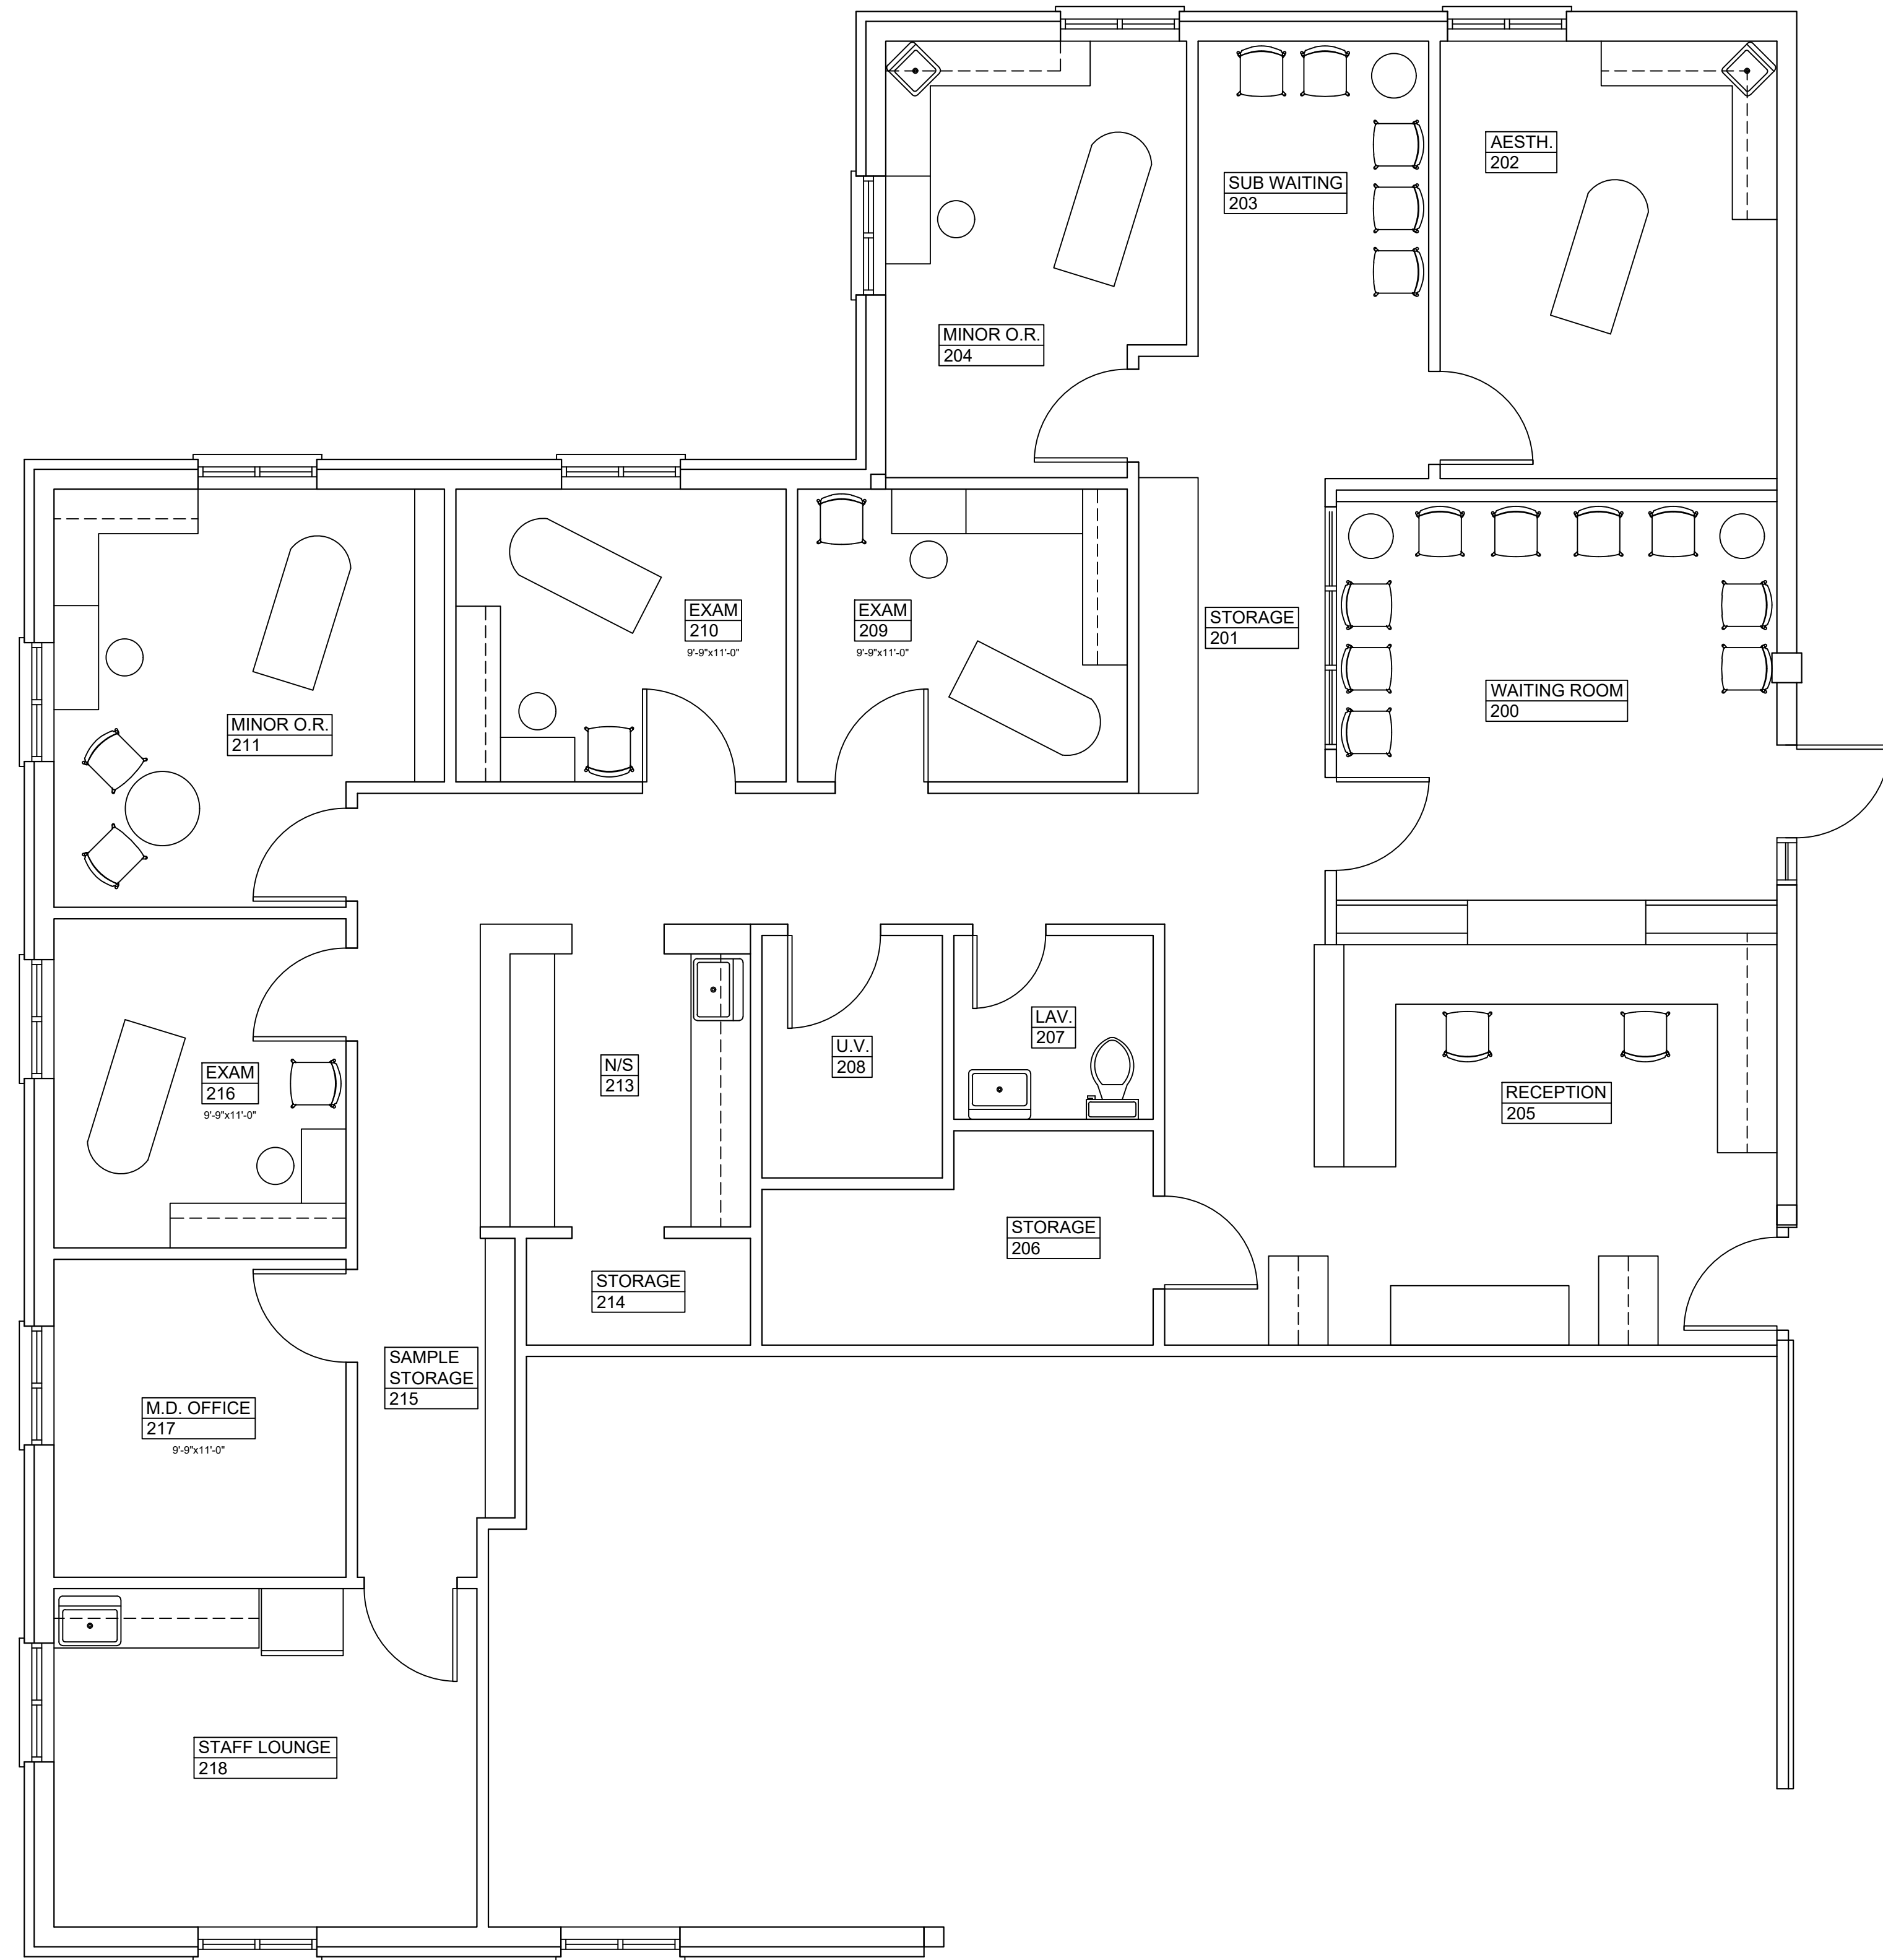 AESTH.
202
SUB WAITING
203
MINOR O.R.
204
EXAM
210
9'-9"x11'-0"
EXAM
209
9'-9"x11'-0"
STORAGE
201
WAITING ROOM
200
MINOR O.R.
211
LAV.
207
U.V.
208
N/S
213
EXAM
216
9'-9"x11'-0"
RECEPTION
205
STORAGE
206
STORAGE
214
SAMPLE
STORAGE
215
M.D. OFFICE
217
9'-9"x11'-0"
STAFF LOUNGE
218